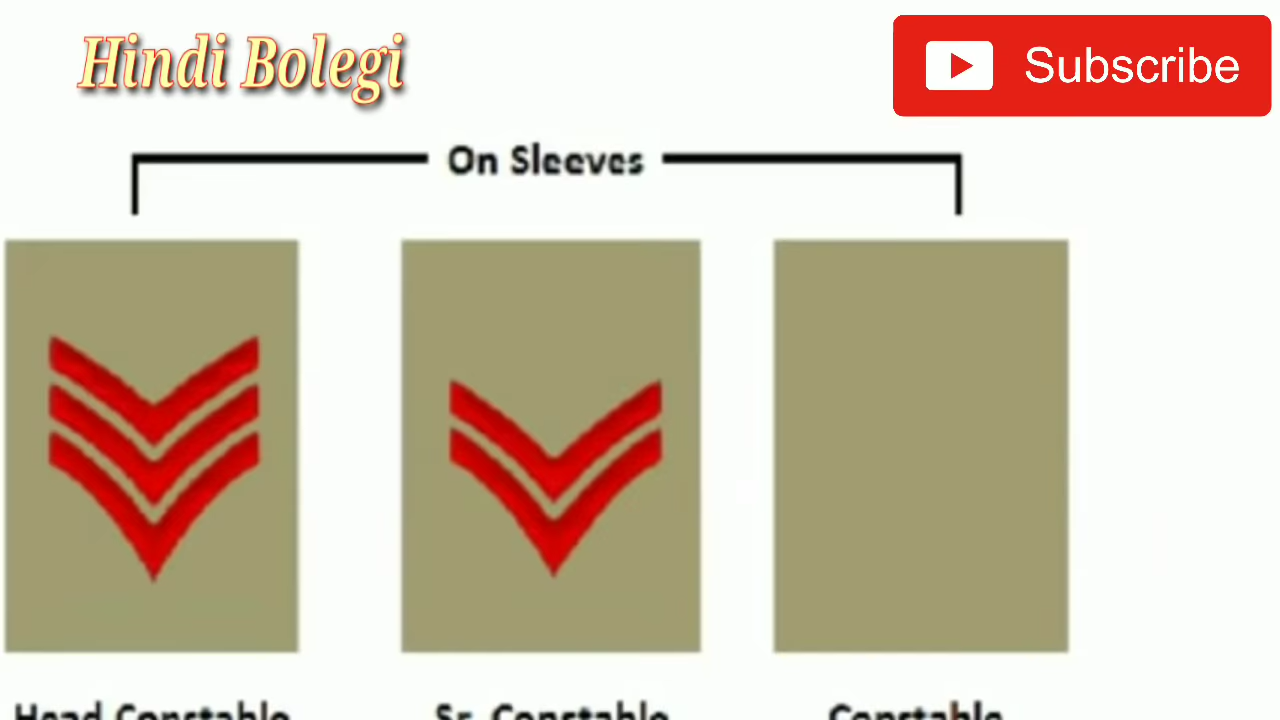 Hindi Bolegi
Subscribe
On Sleeves
Head Constable
Sr. Constable
Constable